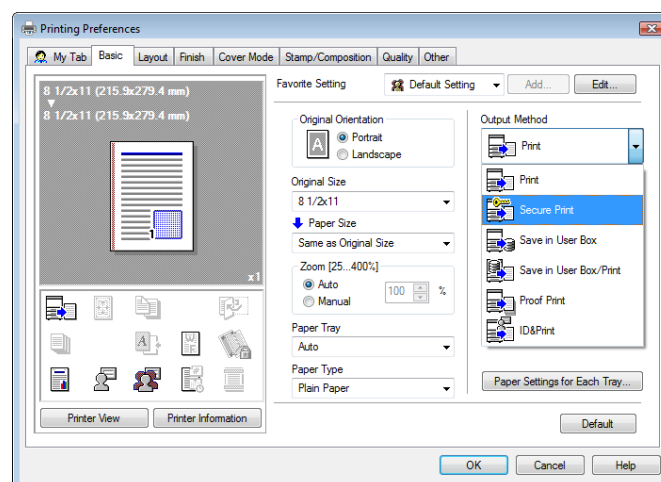 Printing Preferences
My Tab Basic Layout Finish Cover Mode Stamp/Composition Quality Other
8 1/2x11 (215.9x279.4 mm)
8 1/2x11 (215.9x279.4 mm)
1
x1
Printer View Printer Information
Favorite Setting Default Setting Add... Edit...
Original Orientation
A
Portrait
Landscape
Original Size
8 1/2x11
Paper Size
Same as Original Size
Zoom [25...400%]
Auto
Manual
100 %
Paper Tray
Auto
Paper Type
Plain Paper
Output Method
Print
Print
Secure Print
Save in User Box
Save in User Box/Print
Proof Print
ID&Print
Paper Settings for Each Tray...
Default
OK Cancel Help